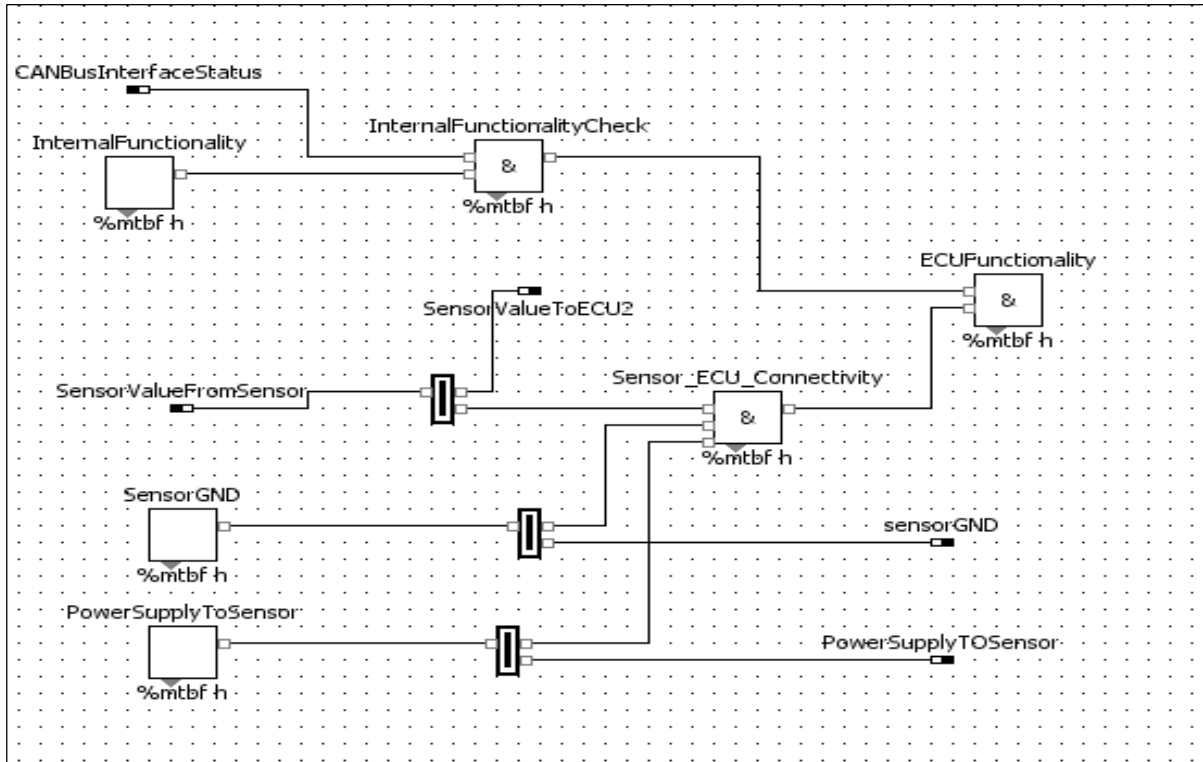 CANBusInterfaceStatus
InternalFunctionalityCheck
InternalFunctionality
&
%mtbf h
%mtbf h
ECUFunctionality
&
SensorValueToECU2
%mtbf h
Sensor_ECU_Connectivity
SensorValueFromSensor
&
%mtbf h
SensorGND
sensorGND
%mtbf h
PowerSupplyToSensor
PowerSupplyTOSensor
%mtbf h